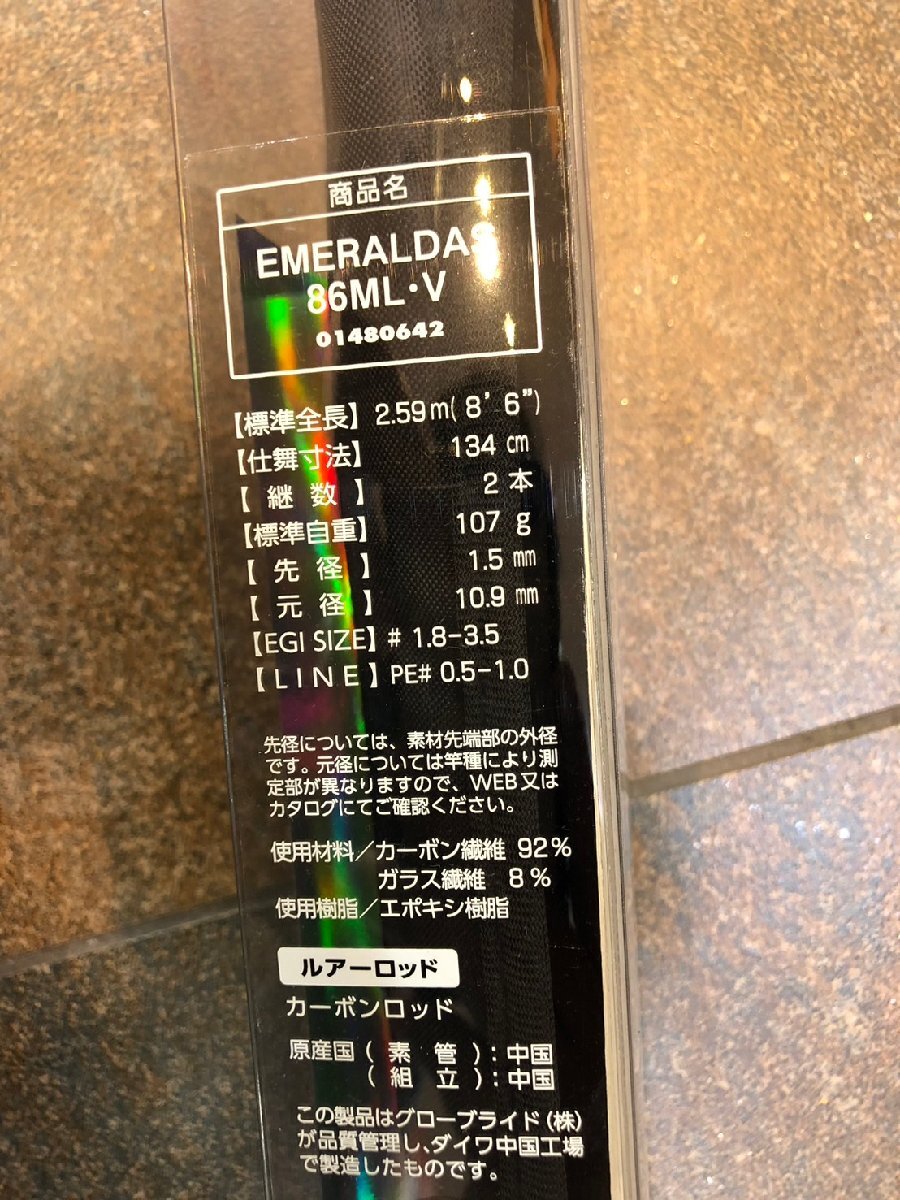 商品名
EMERALDAS
86ML・V
01480642
【標準全長】 2.59m( 8' 6")
【仕舞寸法】 134 cm
【 継 数 】 2 本
【標準自重】 107 g
【 先 径 】 1.5 mm
【 元 径 】 10.9 mm
【EGI SIZE】# 1.8-3.5
【 L I N E 】PE# 0.5-1.0
先径については、素材先端部の外径
です。元径については竿種により測
定部が異なりますので、WEB又は
カタログにてご確認ください。
使用材料／カーボン繊維 92%
ガラス繊維 8%
使用樹脂／エポキシ樹脂
ルアーロッド
カーボンロッド
原産国 ( 素 管 ) : 中国
( 組 立 ) : 中国
この製品はグローブライド(株)
が品質管理し、ダイワ中国工場
で製造したものです。